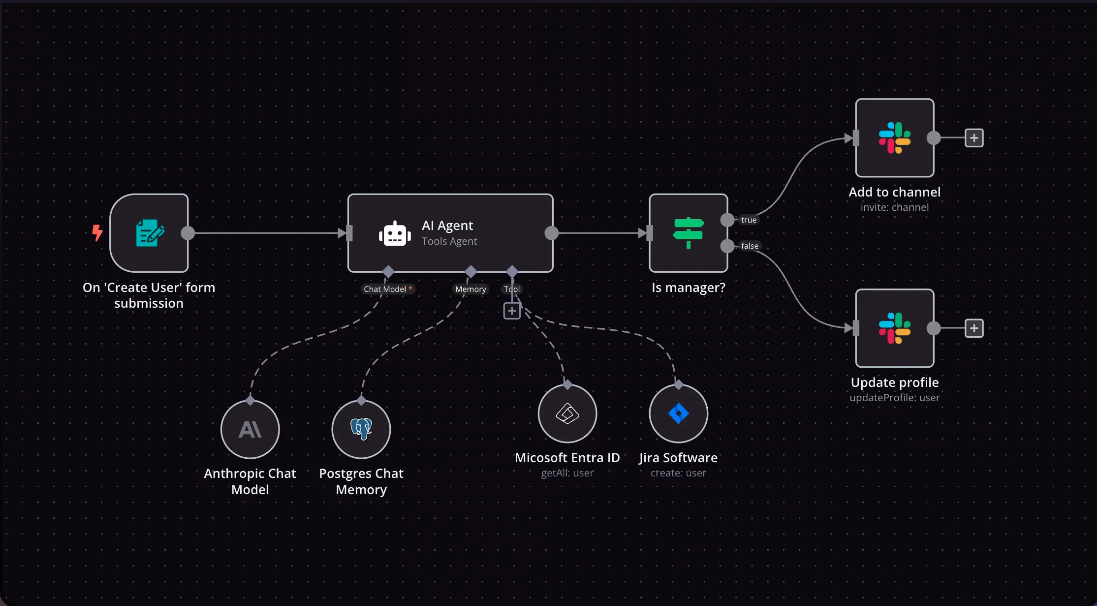 On 'Create User' form
submission
AI Agent
Tools Agent
Chat Model *
Memory
Tool
Is manager?
true
false
Add to channel
invite: channel
Update profile
updateProfile: user
Anthropic Chat
Model
Postgres Chat
Memory
Micosoft Entra ID
getAll: user
Jira Software
create: user